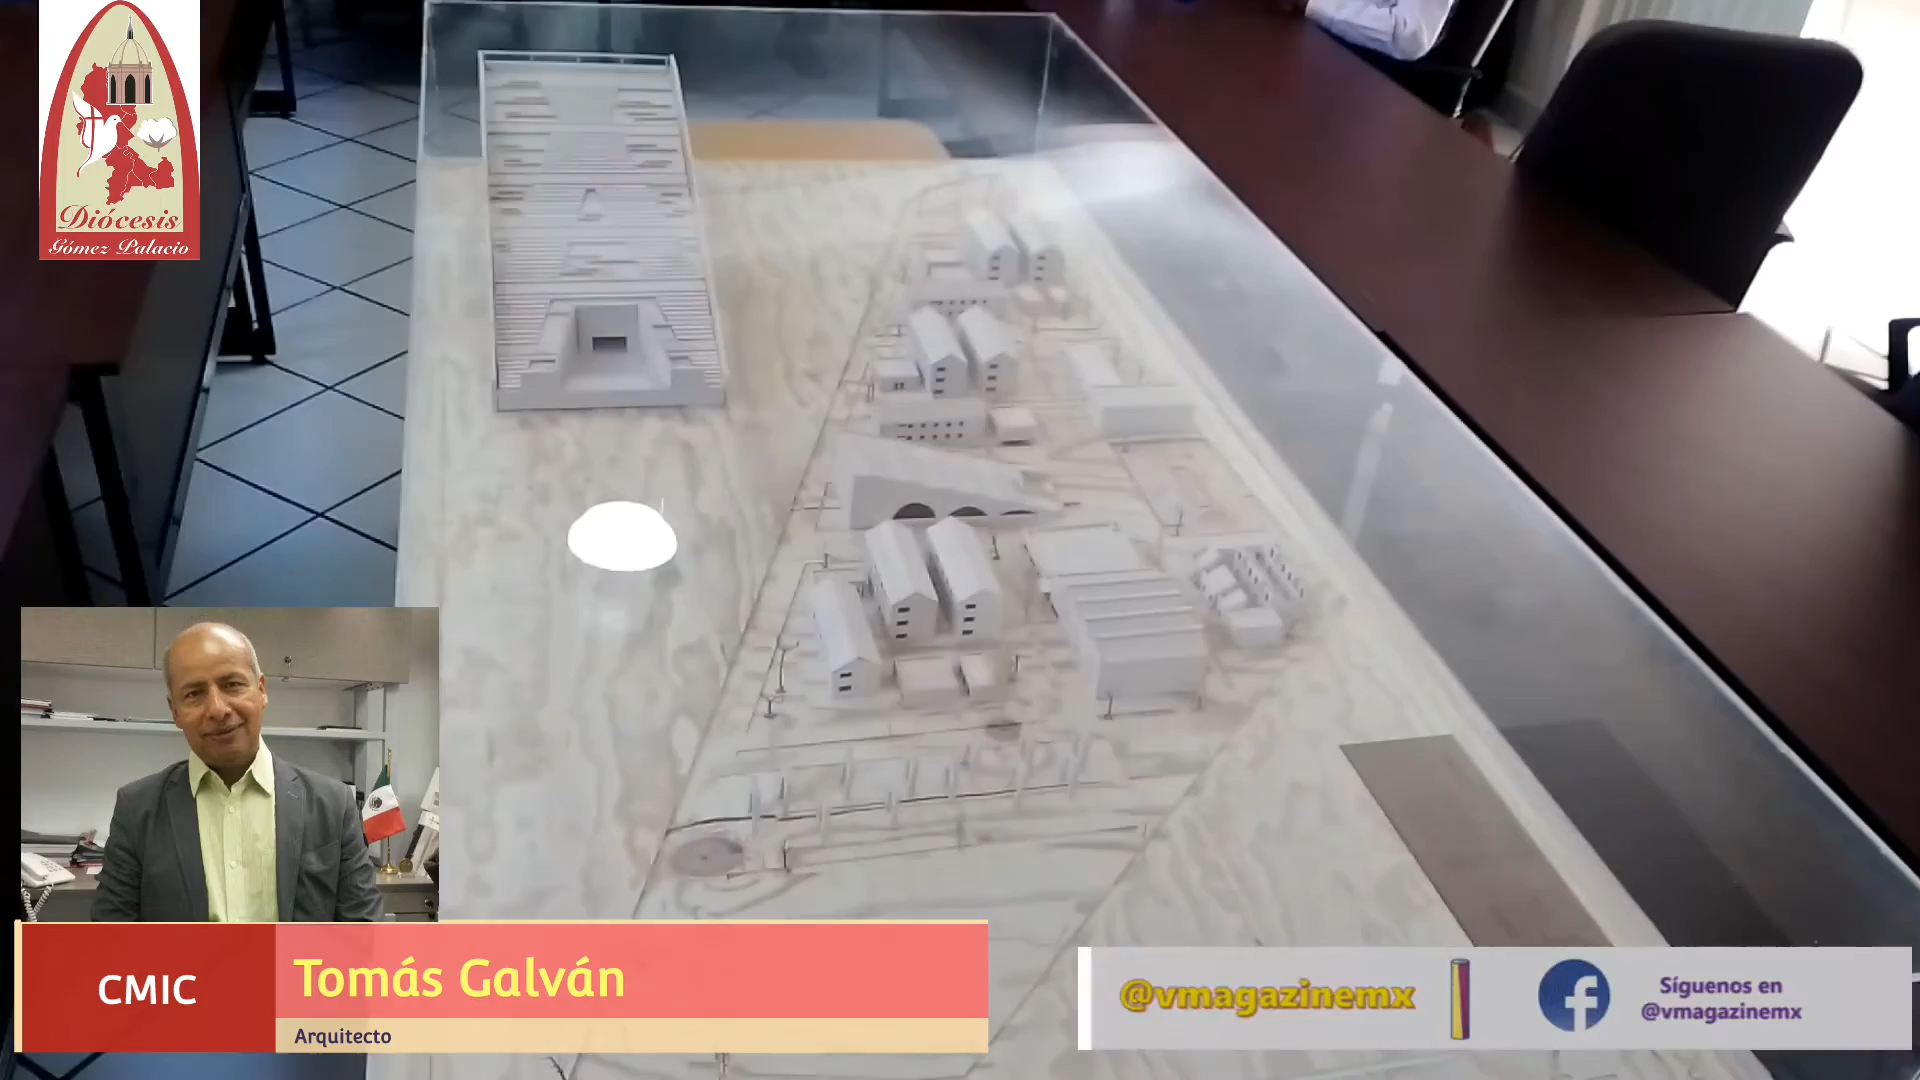 Diócesis
Gómez Palacio
CMIC
Tomás Galván
Arquitecto
@vmagazinemx
Síguenos en
@vmagazinemx